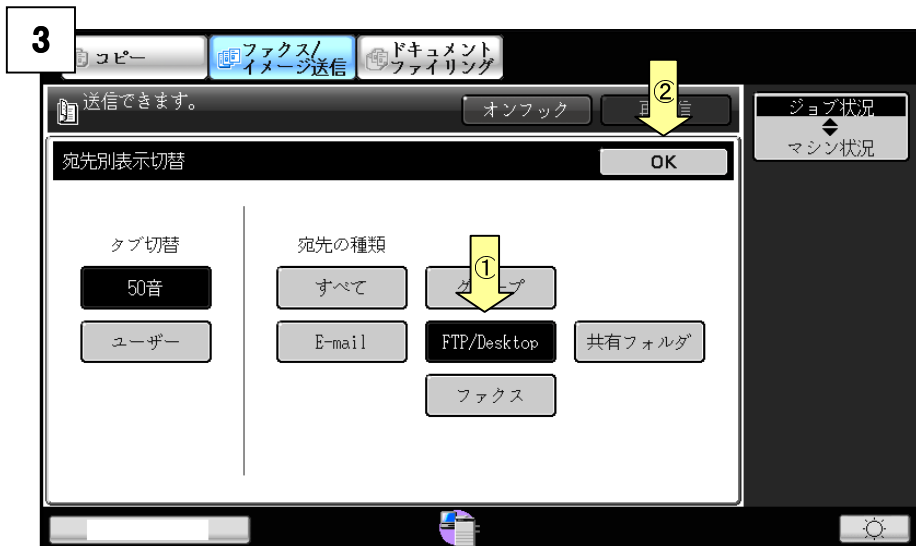 3
コピー
ファクス/
イメージ送信
ドキュメント
ファイリング
送信できます。
オンフック
②
ジョブ状況
マシン状況
宛先別表示切替
OK
タブ切替
宛先の種類
50音
すべて
①
ユーザー
E-mail
FTP/Desktop
共有フォルダ
ファクス